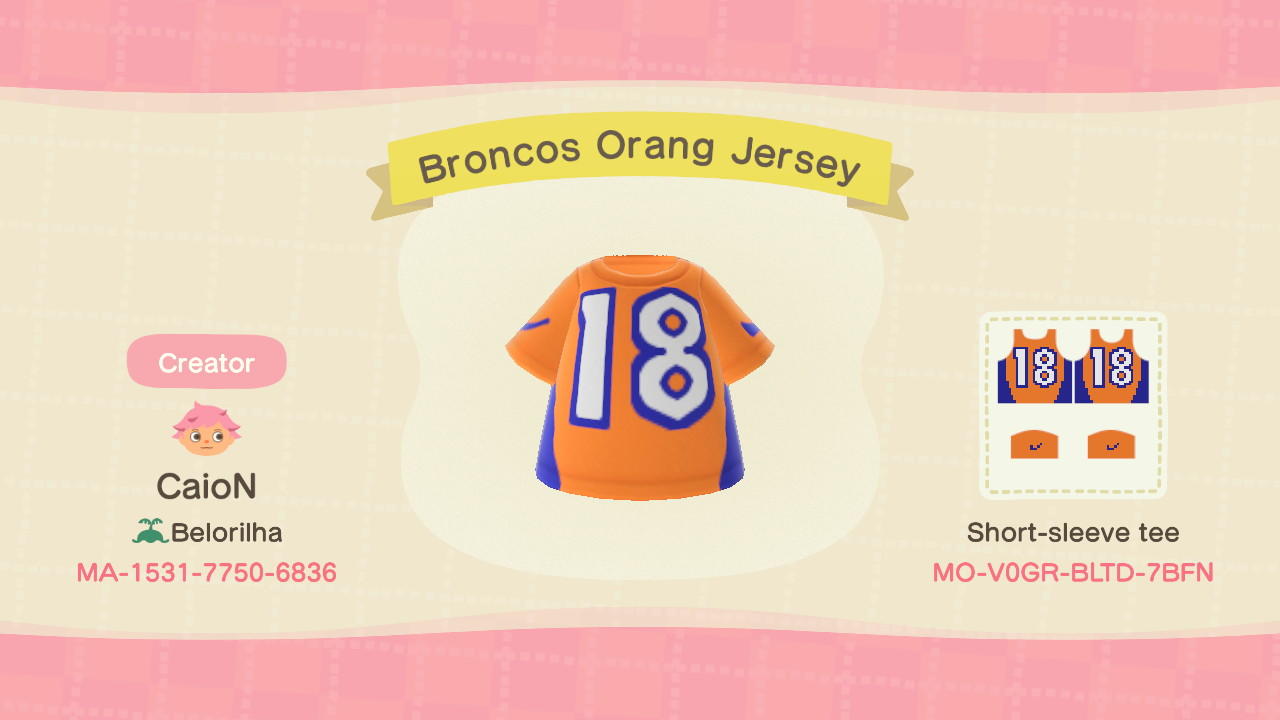 Broncos Orang Jersey
18
Creator
CaioN
Belorilha
MA-1531-7750-6836
18 18
Short-sleeve tee
MO-V0GR-BLTD-7BFN